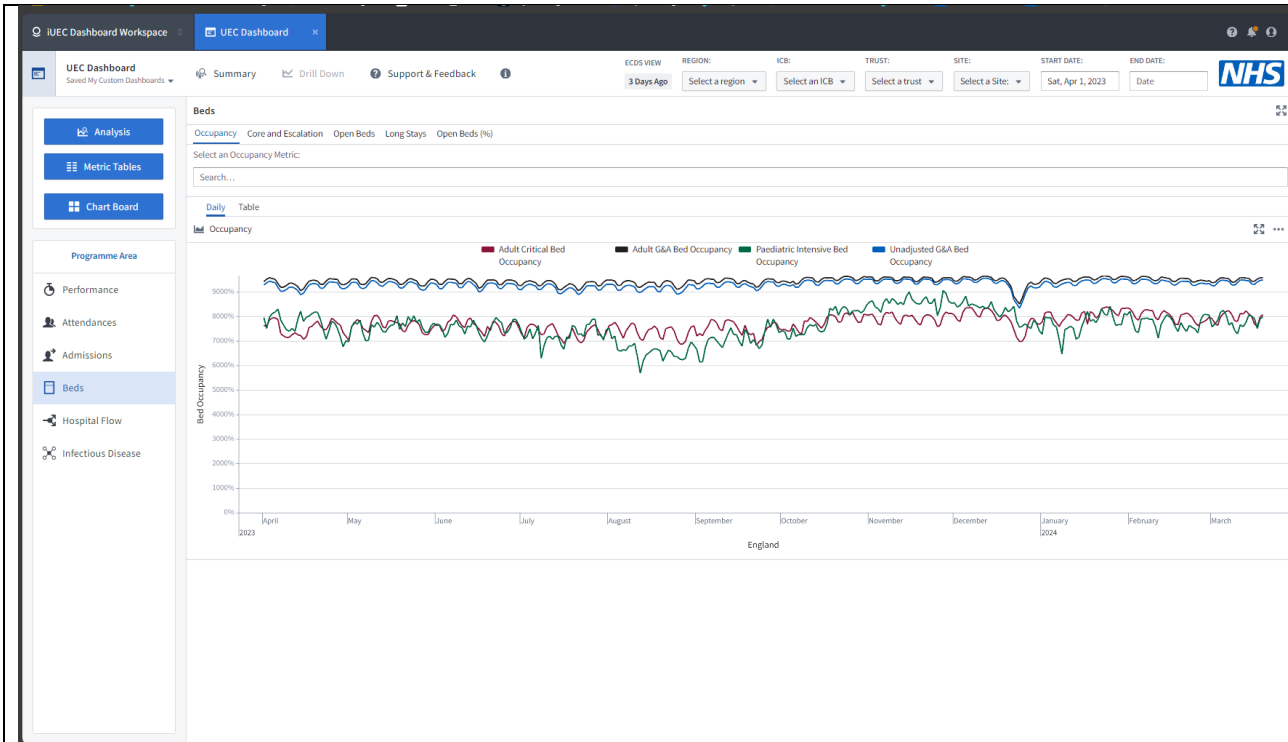 iUEC Dashboard Workspace
UEC Dashboard ×
UEC Dashboard
Saved My Custom Dashboards
Summary
Drill Down
Support & Feedback
ECDS VIEW
3 Days Ago
REGION:
Select a region
ICB:
Select an ICB
TRUST:
Select a trust
SITE:
Select a Site:
START DATE:
Sat, Apr 1, 2023
END DATE:
Date
NHS
Analysis
Metric Tables
Chart Board
Programme Area
Performance
Attendances
Admissions
Beds
Hospital Flow
Infectious Disease
Beds
Occupancy Core and Escalation Open Beds Long Stays Open Beds (%)
Select an Occupancy Metric:
Search...
Daily Table
Occupancy
Adult Critical Bed
Occupancy
Adult G&A Bed Occupancy
Paediatric Intensive Bed
Occupancy
Unadjusted G&A Bed
Occupancy
Bed Occupancy
9000%
8000%
7000%
6000%
5000%
4000%
3000%
2000%
1000%
0%
April May June July August September October November December January February March
2023 2024
England